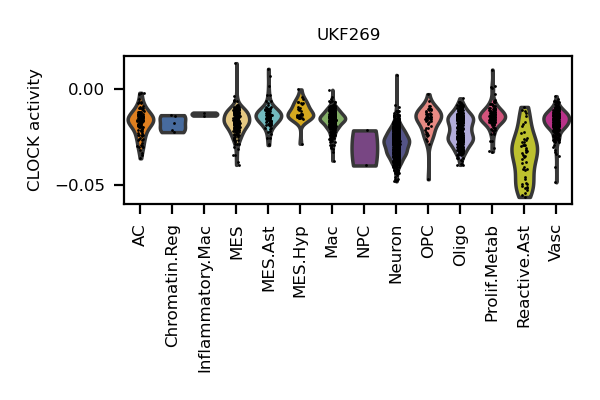 UKF269
CLOCK activity
0.00
−0.05
AC
Chromatin.Reg
Inflammatory.Mac
MES
MES.Ast
MES.Hyp
Mac
NPC
Neuron
OPC
Oligo
Prolif.Metab
Reactive.Ast
Vasc